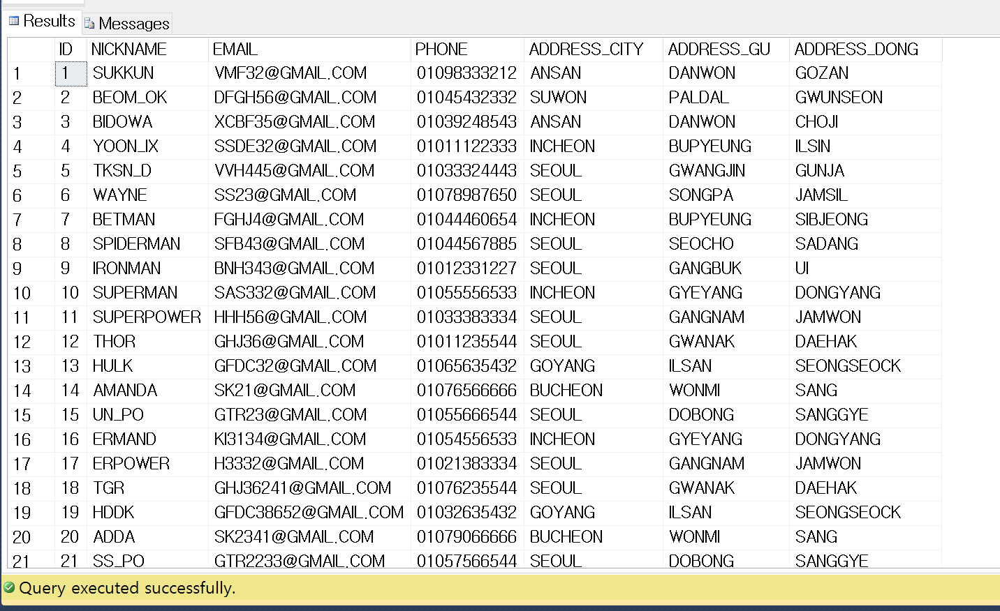 Results Messages
ID NICKNAME EMAIL PHONE ADDRESS_CITY ADDRESS_GU ADDRESS_DONG
1 1 SUKKUN VMF32@GMAIL.COM 01098333212 ANSAN DANWON GOZAN
2 2 BEOM_OK DFGH56@GMAIL.COM 01045432332 SUWON PALDAL GWUNSEON
3 3 BIDOWA XCBF35@GMAIL.COM 01039248543 ANSAN DANWON CHOJI
4 4 YOON_IX SSDE32@GMAIL.COM 01011122333 INCHEON BUPYEUNG ILSIN
5 5 TKSN_D VVH445@GMAIL.COM 01033324443 SEOUL GWANGJIN GUNJA
6 6 WAYNE SS23@GMAIL.COM 01078987650 SEOUL SONGPA JAMSIL
7 7 BETMAN FGHJ4@GMAIL.COM 01044460654 INCHEON BUPYEUNG SIBJEONG
8 8 SPIDERMAN SFB43@GMAIL.COM 01044567885 SEOUL SEOCHO SADANG
9 9 IRONMAN BNH343@GMAIL.COM 01012331227 SEOUL GANGBUK UI
10 10 SUPERMAN SAS332@GMAIL.COM 01055556533 INCHEON GYEYANG DONGYANG
11 11 SUPERPOWER HHH56@GMAIL.COM 01033383334 SEOUL GANGNAM JAMWON
12 12 THOR GHJ36@GMAIL.COM 01011235544 SEOUL GWANAK DAEHAK
13 13 HULK GFDC32@GMAIL.COM 01065635432 GOYANG ILSAN SEONGSEOCK
14 14 AMANDA SK21@GMAIL.COM 01076566666 BUCHEON WONMI SANG
15 15 UN_PO GTR23@GMAIL.COM 01055666544 SEOUL DOBONG SANGGYE
16 16 ERMAND KI3134@GMAIL.COM 01054556533 INCHEON GYEYANG DONGYANG
17 17 ERPOWER H3332@GMAIL.COM 01021383334 SEOUL GANGNAM JAMWON
18 18 TGR GHJ36241@GMAIL.COM 01076235544 SEOUL GWANAK DAEHAK
19 19 HDDK GFDC38652@GMAIL.COM 01032635432 GOYANG ILSAN SEONGSEOCK
20 20 ADDA SK2341@GMAIL.COM 01079066666 BUCHEON WONMI SANG
21 21 SS_PO GTR2233@GMAIL.COM 01057566544 SEOUL DOBONG SANGGYE
Query executed successfully.